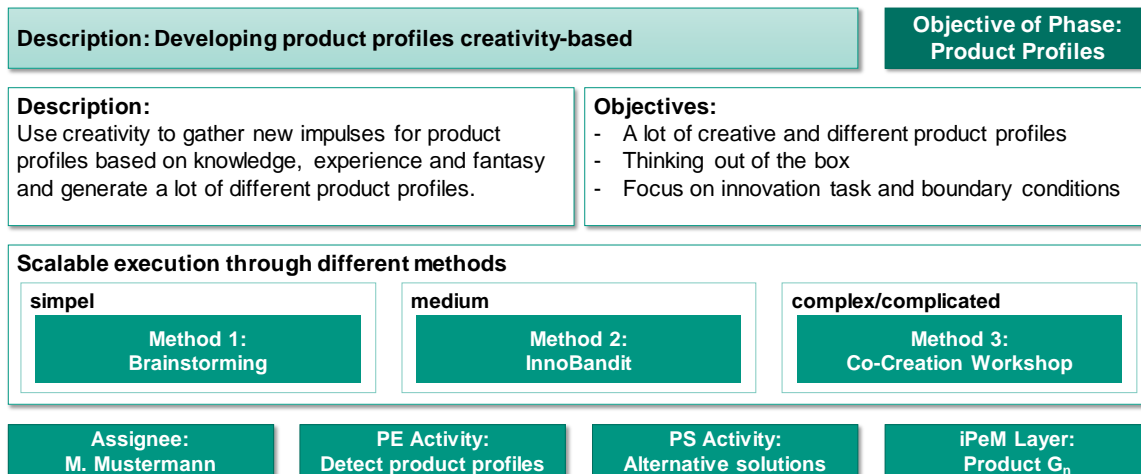 Description: Developing product profiles creativity-based
Objective of Phase:
Product Profiles
Description:
Use creativity to gather new impulses for product
profiles based on knowledge, experience and fantasy
and generate a lot of different product profiles.
Objectives:
- A lot of creative and different product profiles
- Thinking out of the box
- Focus on innovation task and boundary conditions
Scalable execution through different methods
simpel
Method 1:
Brainstorming
medium
Method 2:
InnoBandit
complex/complicated
Method 3:
Co-Creation Workshop
Assignee:
M. Mustermann
PE Activity:
Detect product profiles
PS Activity:
Alternative solutions
iPeM Layer:
Product Gn